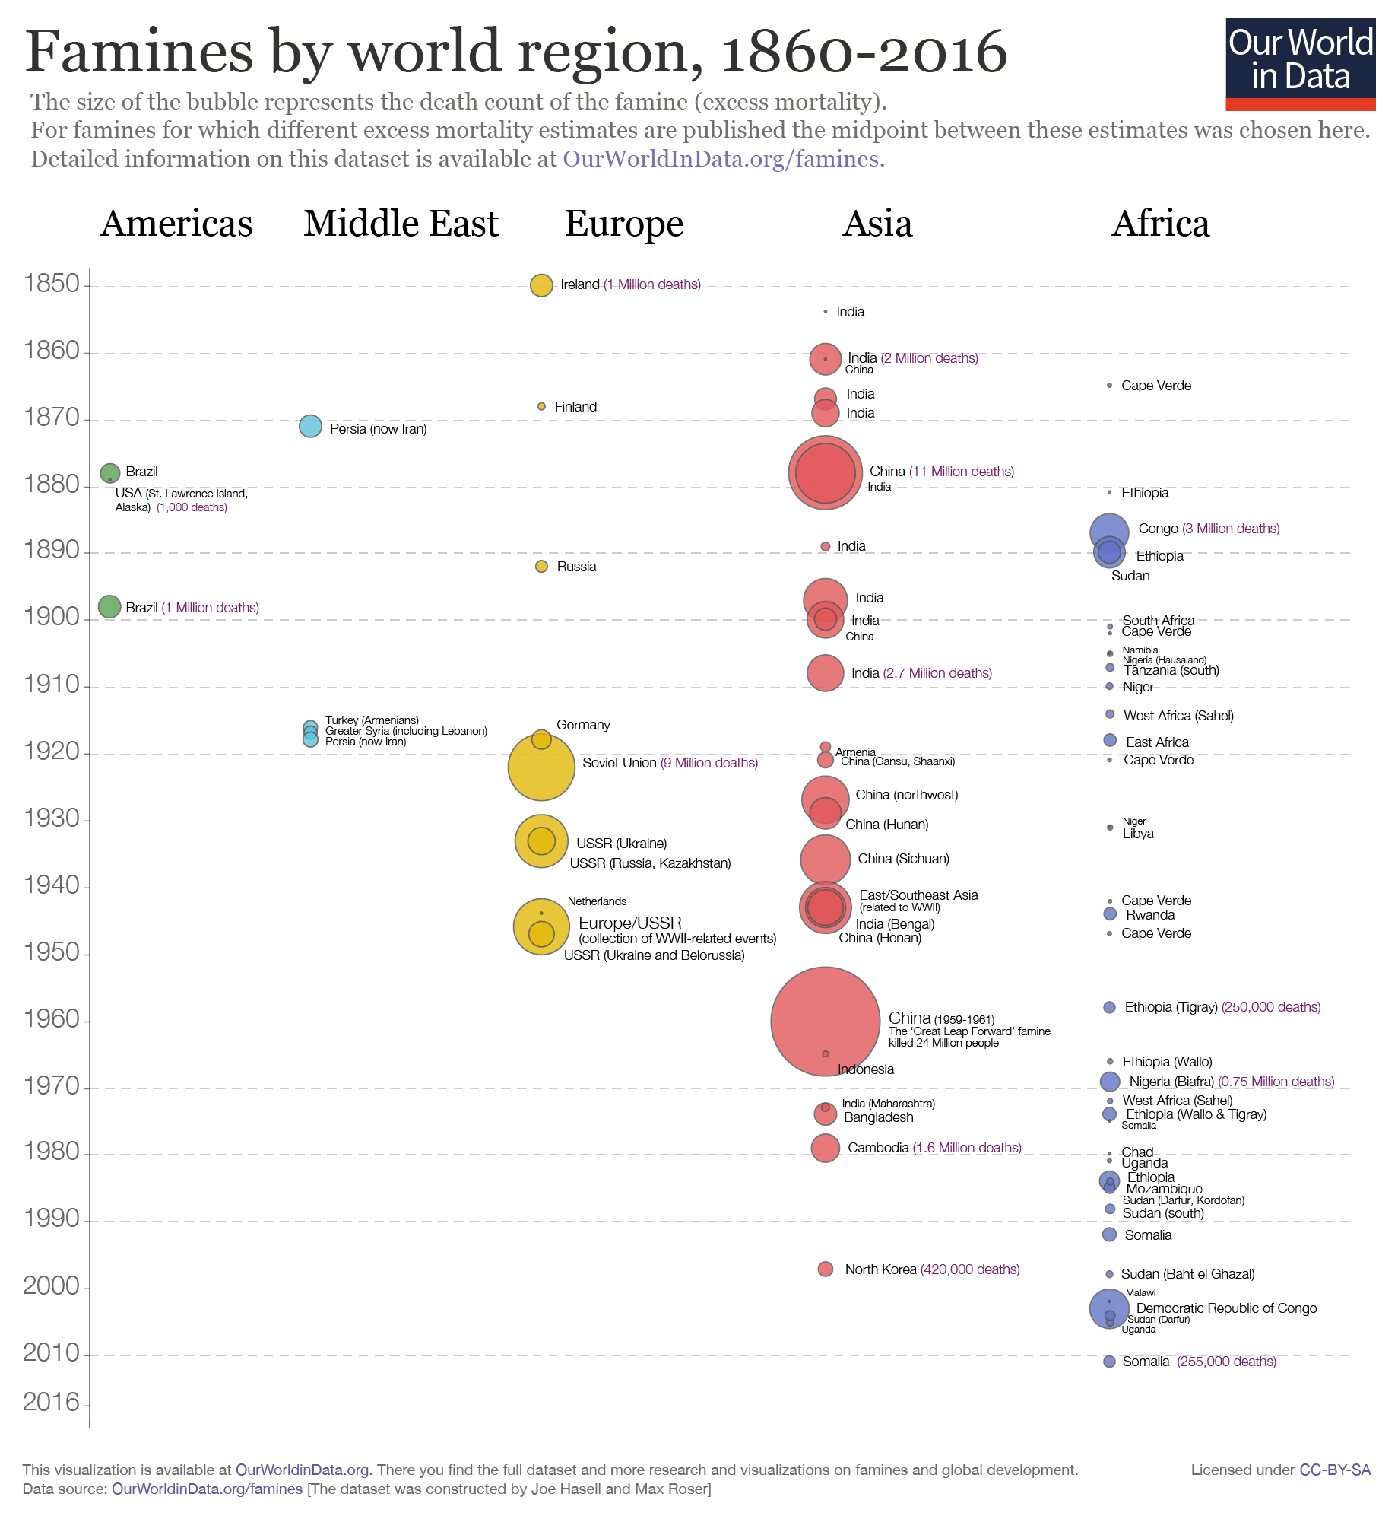 Famines by world region, 1860-2016
Our World
in Data
The size of the bubble represents the death count of the famine (excess mortality).
For famines for which different excess mortality estimates are published the midpoint between these estimates was chosen here.
Detailed information on this dataset is available at OurWorldInData.org/famines.
Americas
Middle East
Europe
Asia
Africa
1850
Ireland (1 Million deaths)
India
1860
India (2 Million deaths)
China
Cape Verde
India
Finland
India
1870
Persia (now Iran)
Brazil
China (11 Million deaths)
1880
India
USA (St. Lawrence Island,
Alaska) (1,000 deaths)
Ethiopia
Congo (3 Million deaths)
1890
India
Ethiopia
Russia
Sudan
India
Brazil (1 Million deaths)
1900
India
China
South Africa
Cape Verde
Namibia
Nigeria (Hausaland)
Tanzania (south)
India (2.7 Million deaths)
1910
Niger
West Africa (Sahel)
Turkey (Armenians)
Greater Syria (including Lebanon)
Persia (now Iran)
Germany
East Africa
1920
Armenia
China (Gansu, Shaanxi)
Cape Verde
Soviet Union (9 Million deaths)
China (northwest)
1930
China (Hunan)
Niger
Libya
USSR (Ukraine)
USSR (Russia, Kazakhstan)
China (Sichuan)
1940
Netherlands
East/Southeast Asia
(related to WWII)
Cape Verde
Rwanda
Europe/USSR
(collection of WWII-related events)
India (Bengal)
China (Henan)
Cape Verde
1950
USSR (Ukraine and Belorussia)
Ethiopia (Tigray) (250,000 deaths)
1960
China (1959-1961)
The 'Great Leap Forward' famine
killed 24 Million people
Indonesia
Ethiopia (Wallo)
1970
Nigeria (Biafra) (0.75 Million deaths)
India (Maharashtra)
Bangladesh
West Africa (Sahel)
Ethiopia (Wallo & Tigray)
Somalia
1980
Cambodia (1.6 Million deaths)
Chad
Uganda
Ethiopia
Mozambique
Sudan (Darfur, Kordofan)
Sudan (south)
1990
Somalia
North Korea (420,000 deaths)
Sudan (Baht el Ghazal)
2000
Malawi
Democratic Republic of Congo
Sudan (Darfur)
Uganda
2010
Somalia (255,000 deaths)
2016
This visualization is available at OurWorldinData.org. There you find the full dataset and more research and visualizations on famines and global development.
Licensed under CC-BY-SA
Data source: OurWorldinData.org/famines [The dataset was constructed by Joe Hasell and Max Roser]